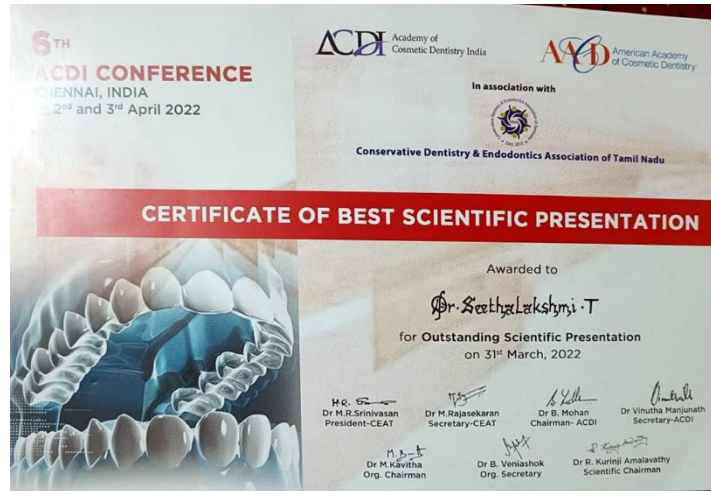 6TH
ACDI CONFERENCE
CHENNAI, INDIA
2nd and 3rd April 2022
ACDI Academy of
Cosmetic Dentistry India
AACD American Academy
of Cosmetic Dentistry
In association with
Conservative Dentistry & Endodontics Association of Tamil Nadu
CERTIFICATE OF BEST SCIENTIFIC PRESENTATION
Awarded to
Dr. SeethaLakshmi.T
for Outstanding Scientific Presentation
on 31st March, 2022
Dr M.R.Srinivasan
President-CEAT
Dr M.Rajasekaran
Secretary-CEAT
Dr B. Mohan
Chairman- ACDI
Dr Vinutha Manjunath
Secretary-ACDI
Dr M.Kavitha
Org. Chairman
Dr B. Veniashok
Org. Secretary
Dr R. Kurinji Amalavathy
Scientific Chairman